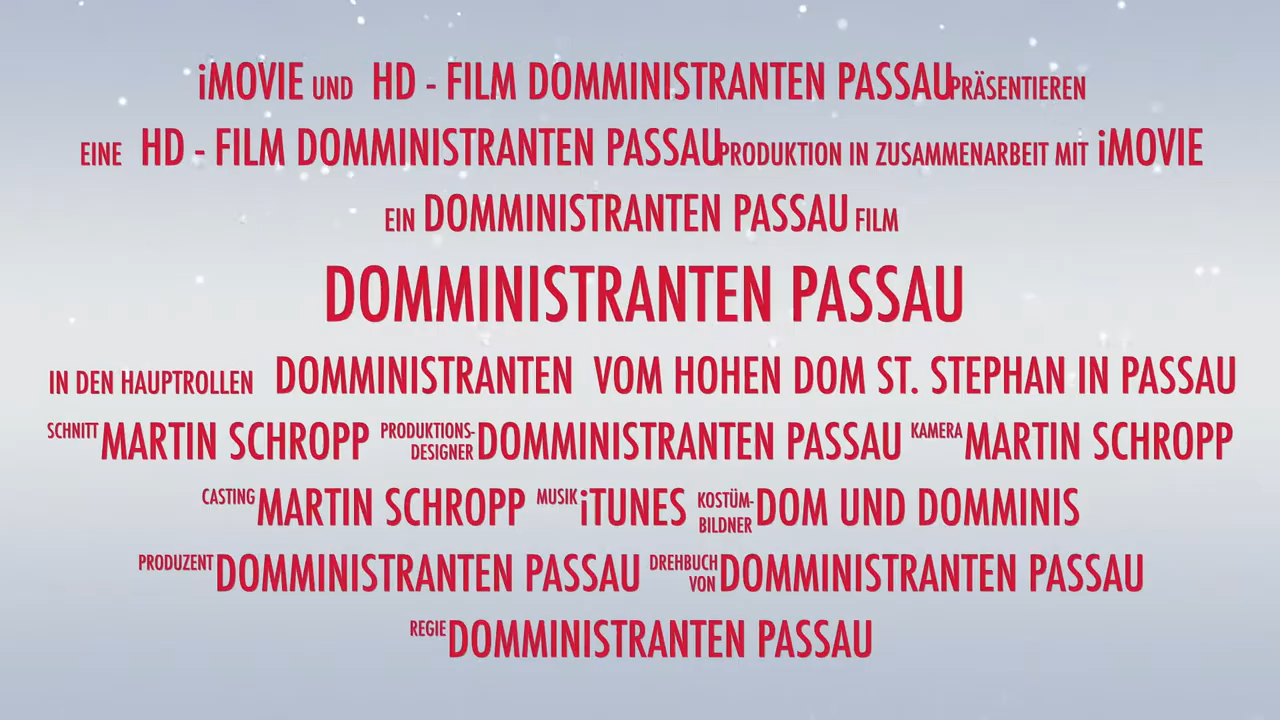 iMOVIE UND HD - FILM DOMMINISTRANTEN PASSAU PRÄSENTIEREN
EINE HD - FILM DOMMINISTRANTEN PASSAU PRODUKTION IN ZUSAMMENARBEIT MIT iMOVIE
EIN DOMMINISTRANTEN PASSAU FILM
DOMMINISTRANTEN PASSAU
IN DEN HAUPTROLLEN DOMMINISTRANTEN VOM HOHEN DOM ST. STEPHAN IN PASSAU
SCHNITT MARTIN SCHROPP PRODUKTIONS-DESIGNER DOMMINISTRANTEN PASSAU KAMERA MARTIN SCHROPP
CASTING MARTIN SCHROPP MUSIK iTUNES KOSTÜM-BILDNER DOM UND DOMMINIS
PRODUZENT DOMMINISTRANTEN PASSAU DREHBUCH VON DOMMINISTRANTEN PASSAU
REGIE DOMMINISTRANTEN PASSAU